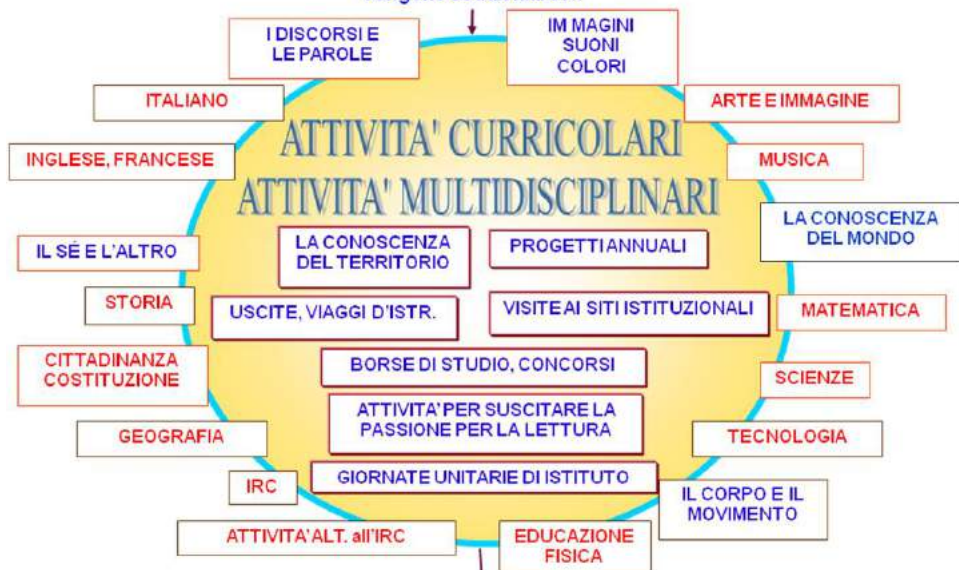 I DISCORSI E
LE PAROLE
IM MAGINI
SUONI
COLORI
ITALIANO
ARTE E IMMAGINE
ATTIVITA' CURRICOLARI
INGLESE, FRANCESE
MUSICA
ATTIVITA' MULTIDISCIPLINARI
LA CONOSCENZA
DEL MONDO
IL SÉ E L'ALTRO
LA CONOSCENZA
DEL TERRITORIO
PROGETTI ANNUALI
STORIA
USCITE, VIAGGI D'ISTR.
VISITE AI SITI ISTITUZIONALI
MATEMATICA
CITTADINANZA
COSTITUZIONE
BORSE DI STUDIO, CONCORSI
SCIENZE
ATTIVITA' PER SUSCITARE LA
PASSIONE PER LA LETTURA
GEOGRAFIA
TECNOLOGIA
IRC
GIORNATE UNITARIE DI ISTITUTO
IL CORPO E IL
MOVIMENTO
ATTIVITA' ALT. all'IRC
EDUCAZIONE
FISICA